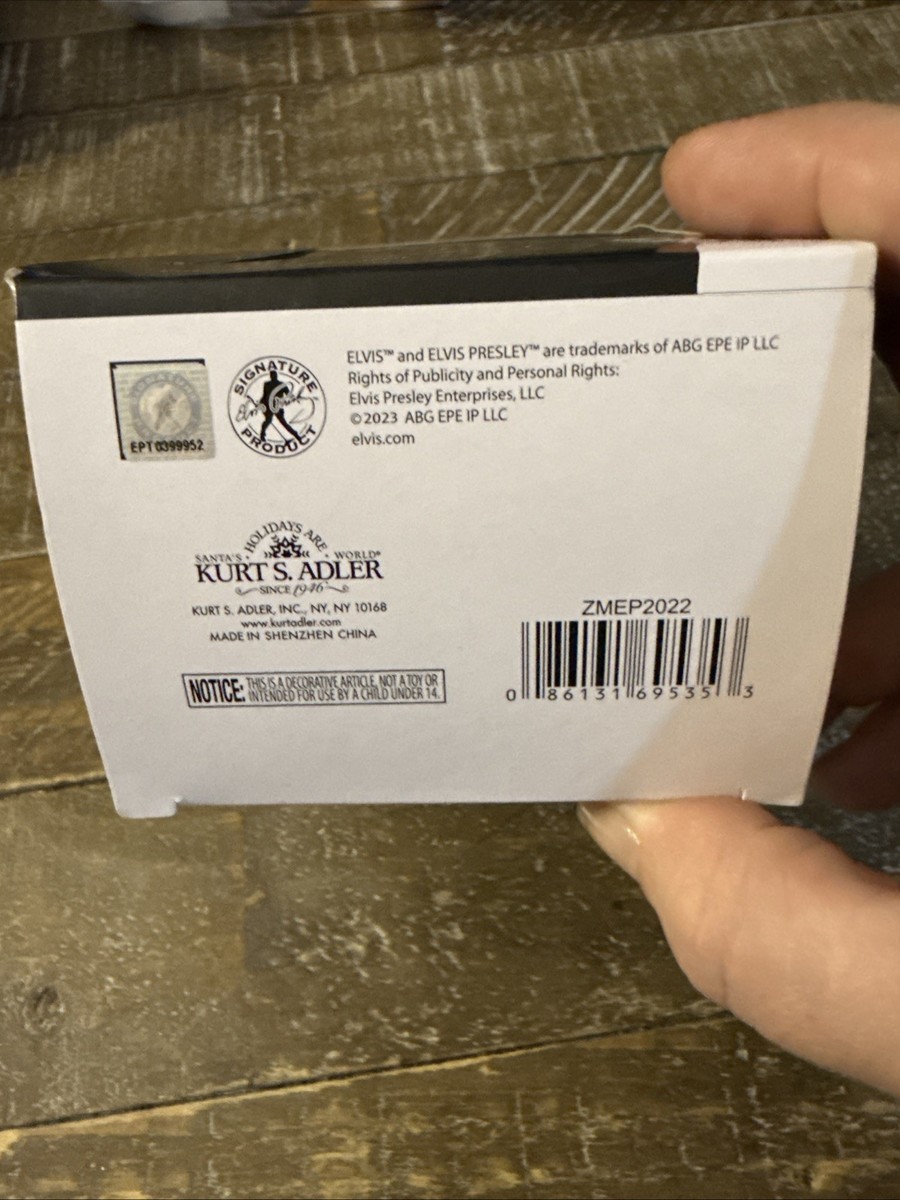 ELVIS™ and ELVIS PRESLEY™ are trademarks of ABG EPE IP LLC
Rights of Publicity and Personal Rights:
Elvis Presley Enterprises, LLC
©2023 ABG EPE IP LLC
elvis.com
EPT0399952
SIGNATURE
Elvis Presley
PRODUCT
HOLIDAYS ARE
SANTA'S • • WORLD®
KURT S. ADLER
SINCE 1946
KURT S. ADLER, INC., NY, NY 10168
www.kurtadler.com
MADE IN SHENZHEN CHINA
NOTICE: THIS IS A DECORATIVE ARTICLE, NOT A TOY OR
INTENDED FOR USE BY A CHILD UNDER 14.
ZMEP2022
0 86131 69535 3